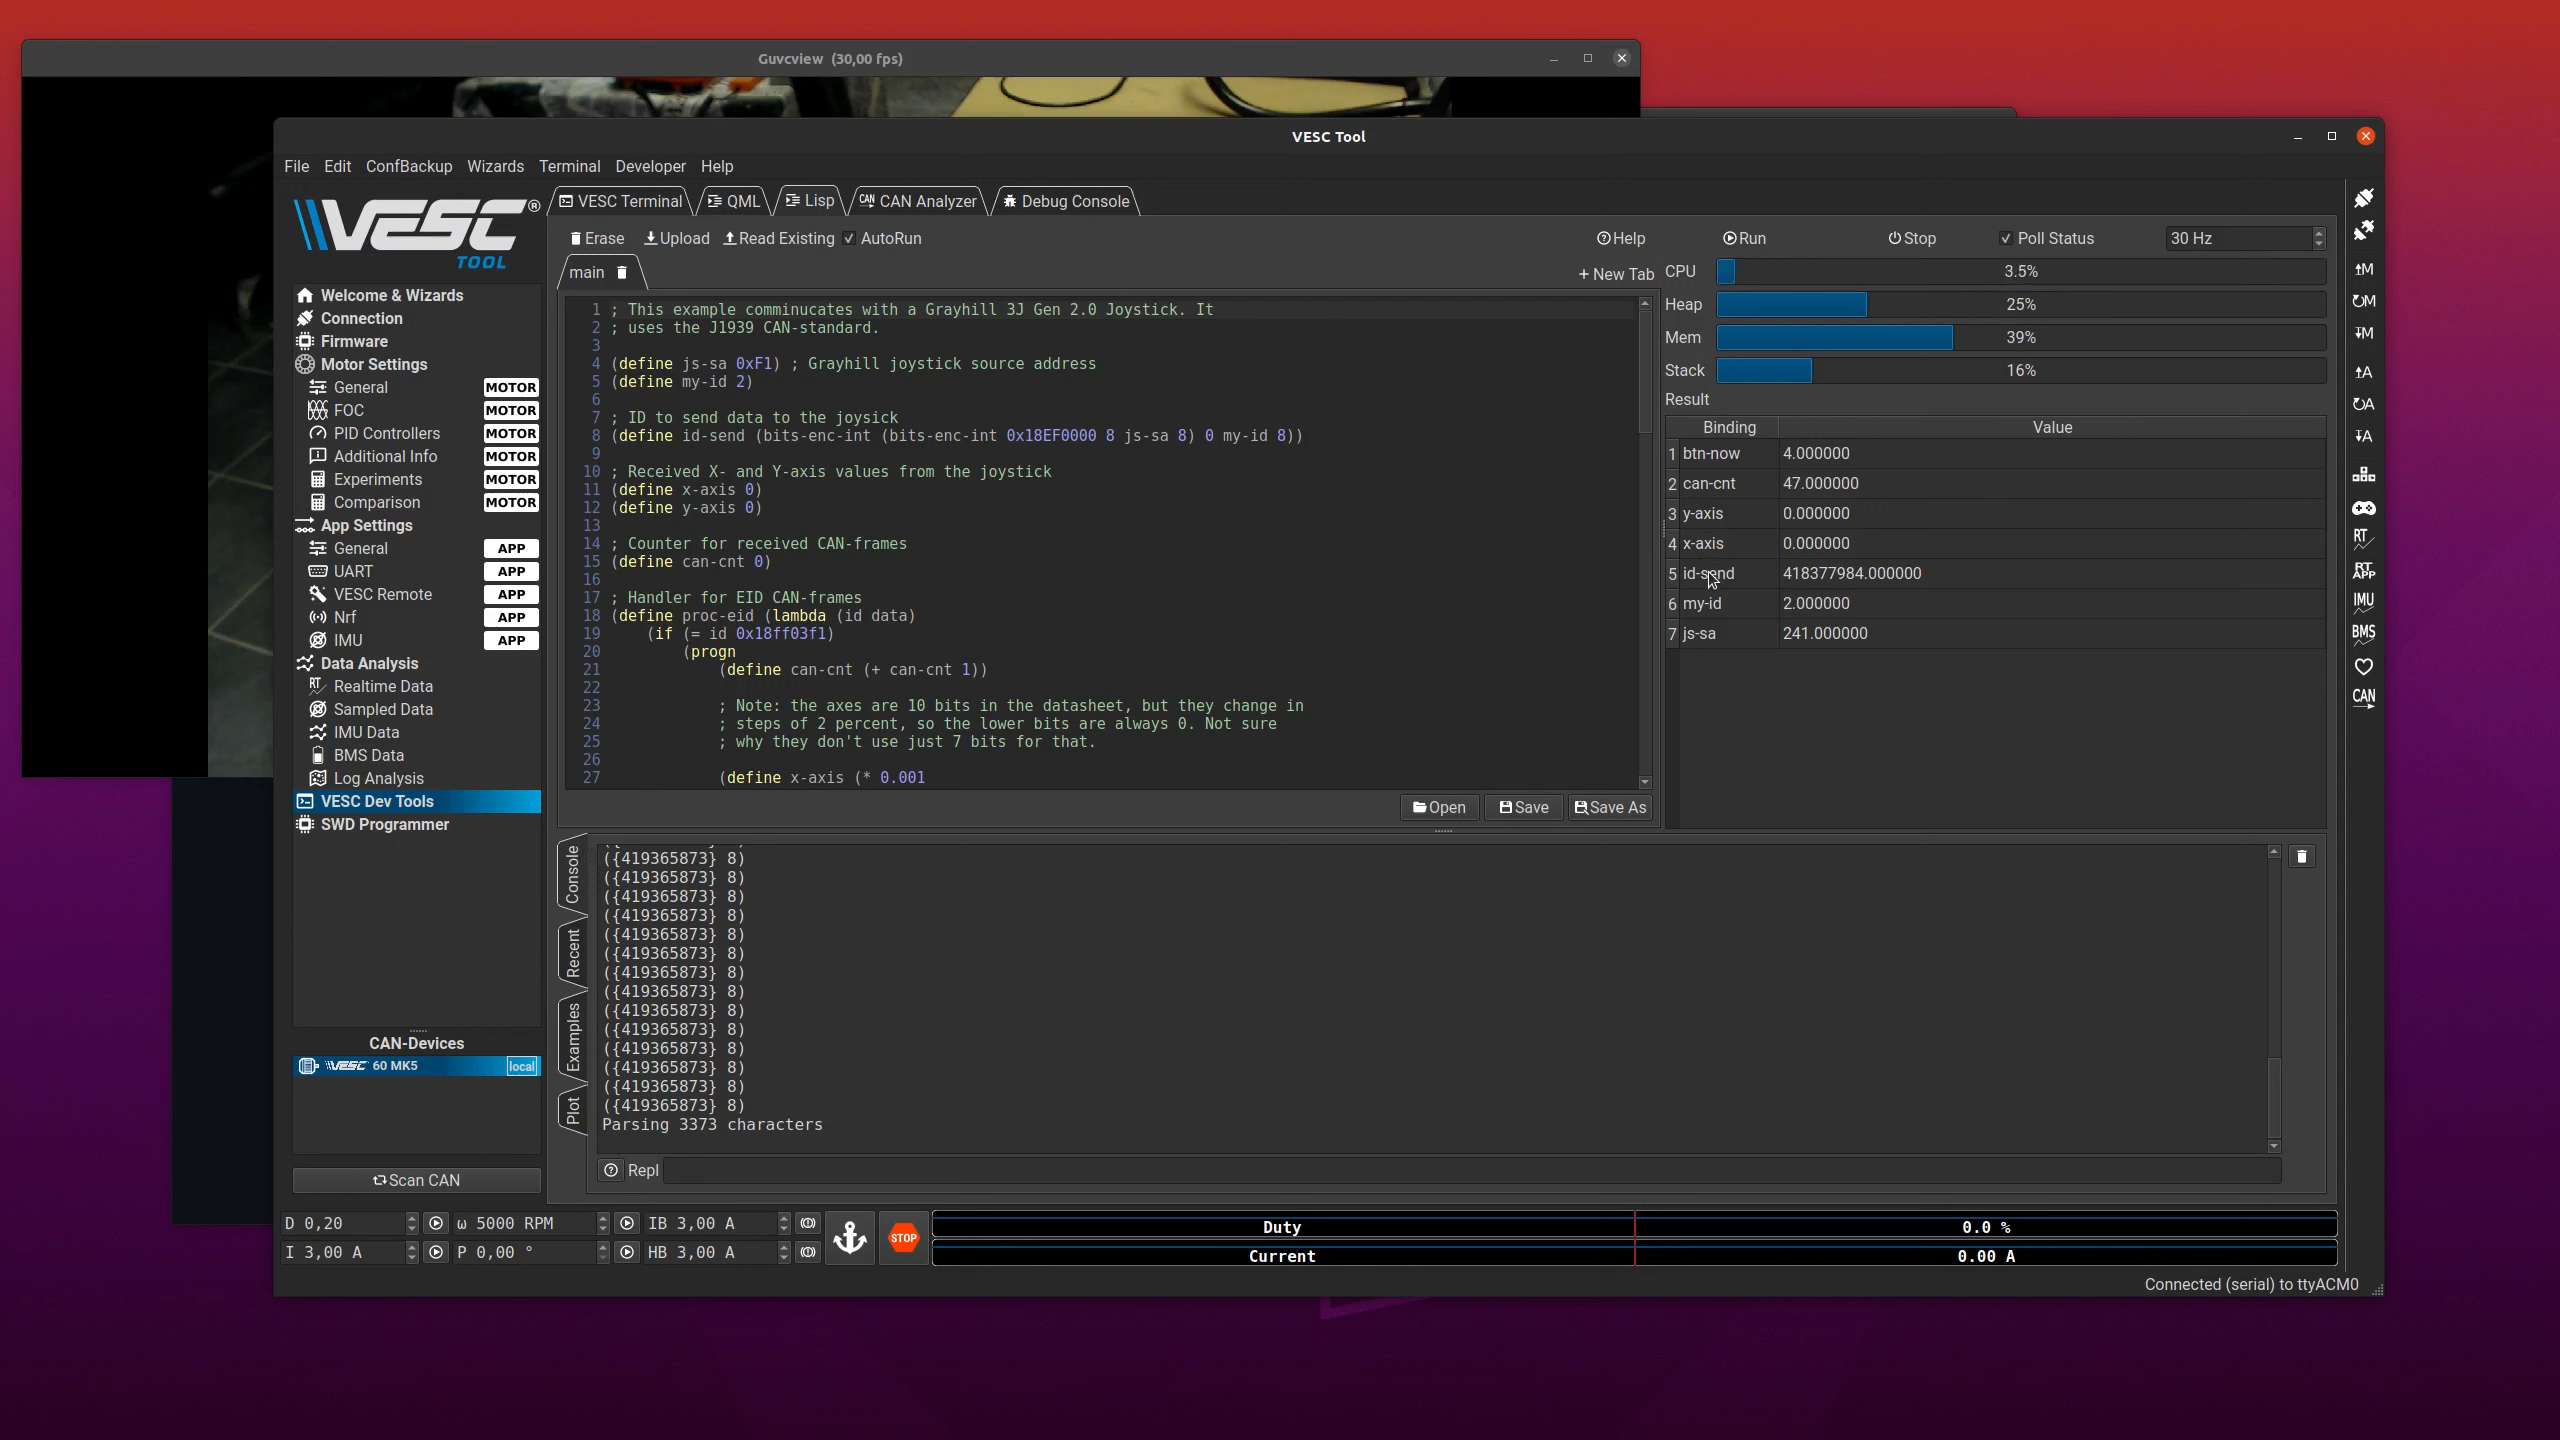 Guvcview (30,00 fps)
VESC Tool
File Edit ConfBackup Wizards Terminal Developer Help
VESC® TOOL
VESC Terminal QML Lisp CAN Analyzer Debug Console
Erase Upload Read Existing AutoRun Help Run Stop Poll Status 30 Hz
main + New Tab
Welcome & Wizards
Connection
Firmware
Motor Settings
General MOTOR
FOC MOTOR
PID Controllers MOTOR
Additional Info MOTOR
Experiments MOTOR
Comparison MOTOR
App Settings
General APP
UART APP
VESC Remote APP
Nrf APP
IMU APP
Data Analysis
Realtime Data
Sampled Data
IMU Data
BMS Data
Log Analysis
VESC Dev Tools
SWD Programmer
CAN-Devices
VESC 60 MK5 local
Scan CAN
1 ; This example comminucates with a Grayhill 3J Gen 2.0 Joystick. It
2 ; uses the J1939 CAN-standard.
3
4 (define js-sa 0xF1) ; Grayhill joystick source address
5 (define my-id 2)
6
7 ; ID to send data to the joysick
8 (define id-send (bits-enc-int (bits-enc-int 0x18EF0000 8 js-sa 8) 0 my-id 8))
9
10 ; Received X- and Y-axis values from the joystick
11 (define x-axis 0)
12 (define y-axis 0)
13
14 ; Counter for received CAN-frames
15 (define can-cnt 0)
16
17 ; Handler for EID CAN-frames
18 (define proc-eid (lambda (id data)
19 (if (= id 0x18ff03f1)
20 (progn
21 (define can-cnt (+ can-cnt 1))
22
23 ; Note: the axes are 10 bits in the datasheet, but they change in
24 ; steps of 2 percent, so the lower bits are always 0. Not sure
25 ; why they don't use just 7 bits for that.
26
27 (define x-axis (* 0.001
Open Save Save As
CPU 3.5%
Heap 25%
Mem 39%
Stack 16%
Result
Binding Value
1 btn-now 4.000000
2 can-cnt 47.000000
3 y-axis 0.000000
4 x-axis 0.000000
5 id-send 418377984.000000
6 my-id 2.000000
7 js-sa 241.000000
Console
Recent
Examples
Plot
({419365873} 8)
({419365873} 8)
({419365873} 8)
({419365873} 8)
({419365873} 8)
({419365873} 8)
({419365873} 8)
({419365873} 8)
({419365873} 8)
({419365873} 8)
({419365873} 8)
({419365873} 8)
({419365873} 8)
({419365873} 8)
Parsing 3373 characters
Repl
D 0,20 ω 5000 RPM IB 3,00 A
I 3,00 A P 0,00 ° HB 3,00 A
STOP
Duty 0.0 %
Current 0.00 A
Connected (serial) to ttyACM0
M
M
M
A
A
A
RT
RT APP
IMU
BMS
CAN